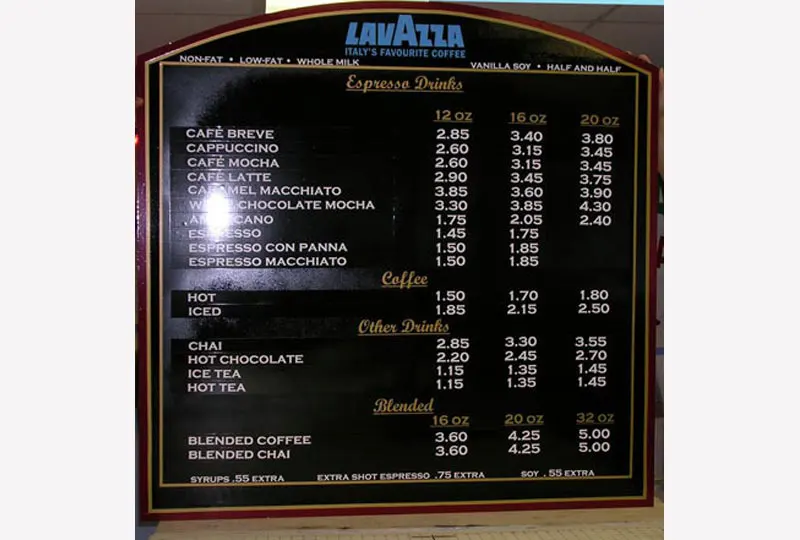 LAVAZZA
ITALY'S FAVOURITE COFFEE
NON-FAT • LOW-FAT • WHOLE MILK VANILLA SOY • HALF AND HALF
Espresso Drinks
12 OZ 16 OZ 20 OZ
CAFÉ BREVE 2.85 3.40 3.80
CAPPUCCINO 2.60 3.15 3.45
CAFÉ MOCHA 2.60 3.15 3.45
CAFÉ LATTE 2.90 3.45 3.75
CARAMEL MACCHIATO 3.85 3.60 3.90
WHITE CHOCOLATE MOCHA 3.30 3.85 4.30
AMERICANO 1.75 2.05 2.40
ESPRESSO 1.45 1.75
ESPRESSO CON PANNA 1.50 1.85
ESPRESSO MACCHIATO 1.50 1.85
Coffee
HOT 1.50 1.70 1.80
ICED 1.85 2.15 2.50
Other Drinks
CHAI 2.85 3.30 3.55
HOT CHOCOLATE 2.20 2.45 2.70
ICE TEA 1.15 1.35 1.45
HOT TEA 1.15 1.35 1.45
Blended
16 OZ 20 OZ 32 OZ
BLENDED COFFEE 3.60 4.25 5.00
BLENDED CHAI 3.60 4.25 5.00
SYRUPS .55 EXTRA EXTRA SHOT ESPRESSO .75 EXTRA SOY . 55 EXTRA